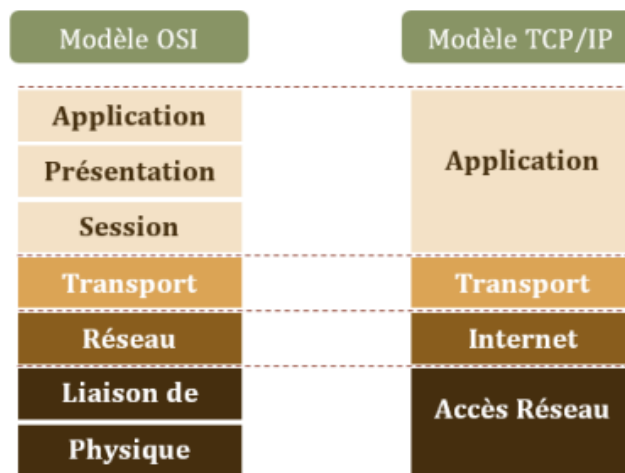 Modèle OSI
Modèle TCP/IP
Application
Présentation
Session
Transport
Réseau
Liaison de
Physique
Application
Transport
Internet
Accès Réseau